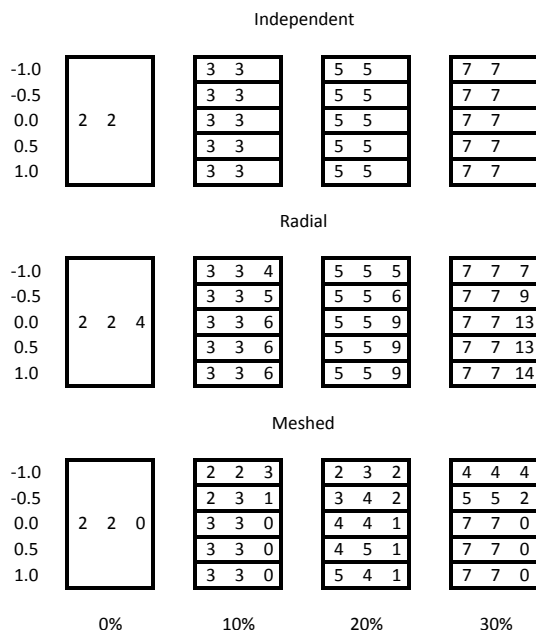 Independent
-1.0 3 3 5 5 7 7
-0.5 3 3 5 5 7 7
0.0 2 2 3 3 5 5 7 7
0.5 3 3 5 5 7 7
1.0 3 3 5 5 7 7
Radial
-1.0 3 3 4 5 5 5 7 7 7
-0.5 3 3 5 5 5 6 7 7 9
0.0 2 2 4 3 3 6 5 5 9 7 7 13
0.5 3 3 6 5 5 9 7 7 13
1.0 3 3 6 5 5 9 7 7 14
Meshed
-1.0 2 2 3 2 3 2 4 4 4
-0.5 2 3 1 3 4 2 5 5 2
0.0 2 2 0 3 3 0 4 4 1 7 7 0
0.5 3 3 0 4 5 1 7 7 0
1.0 3 3 0 5 4 1 7 7 0
0% 10% 20% 30%